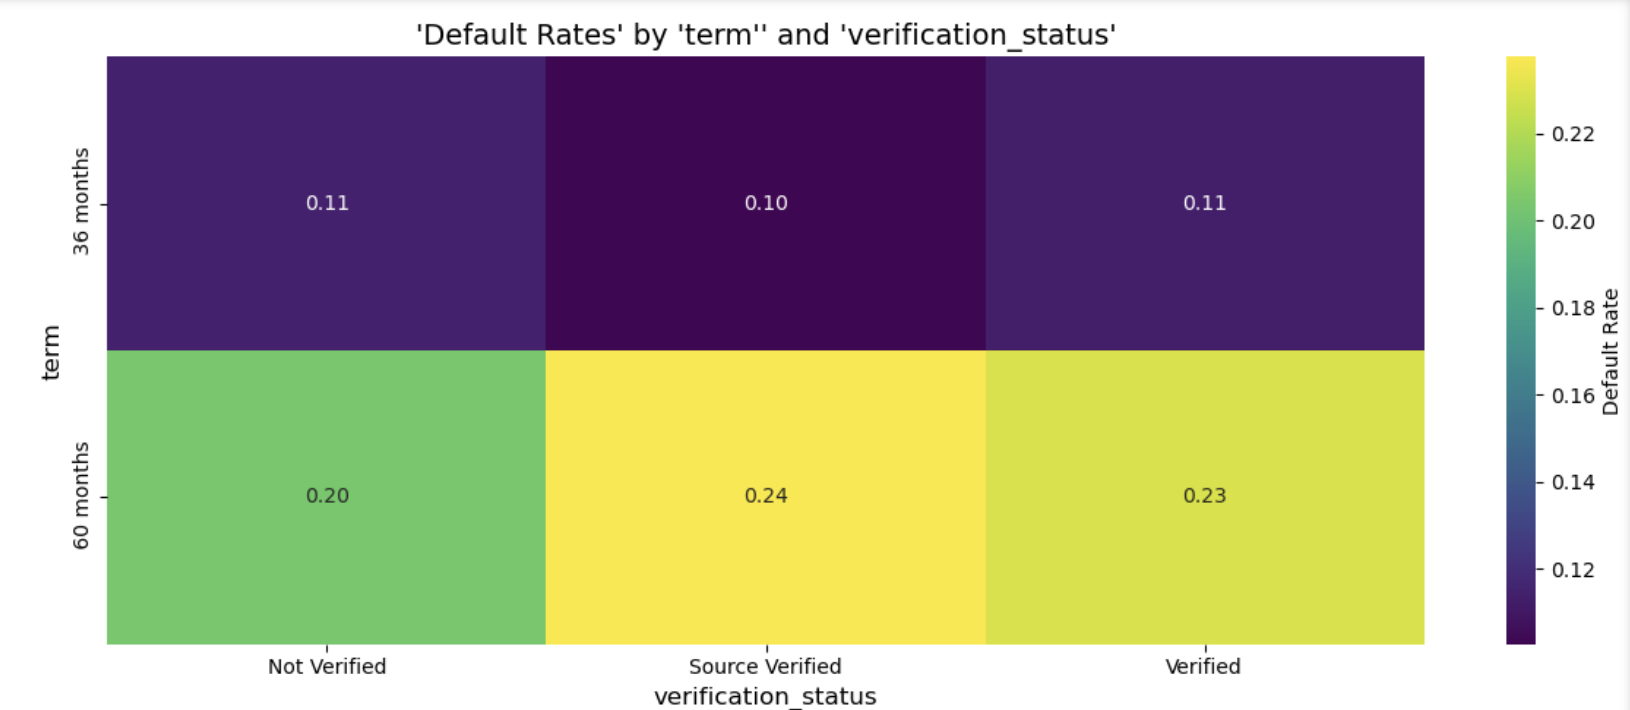 'Default Rates' by 'term'' and 'verification_status'
36 months
60 months
term
0.11
0.10
0.11
0.20
0.24
0.23
Not Verified
Source Verified
Verified
verification_status
0.22
0.20
0.18
0.16
0.14
0.12
Default Rate